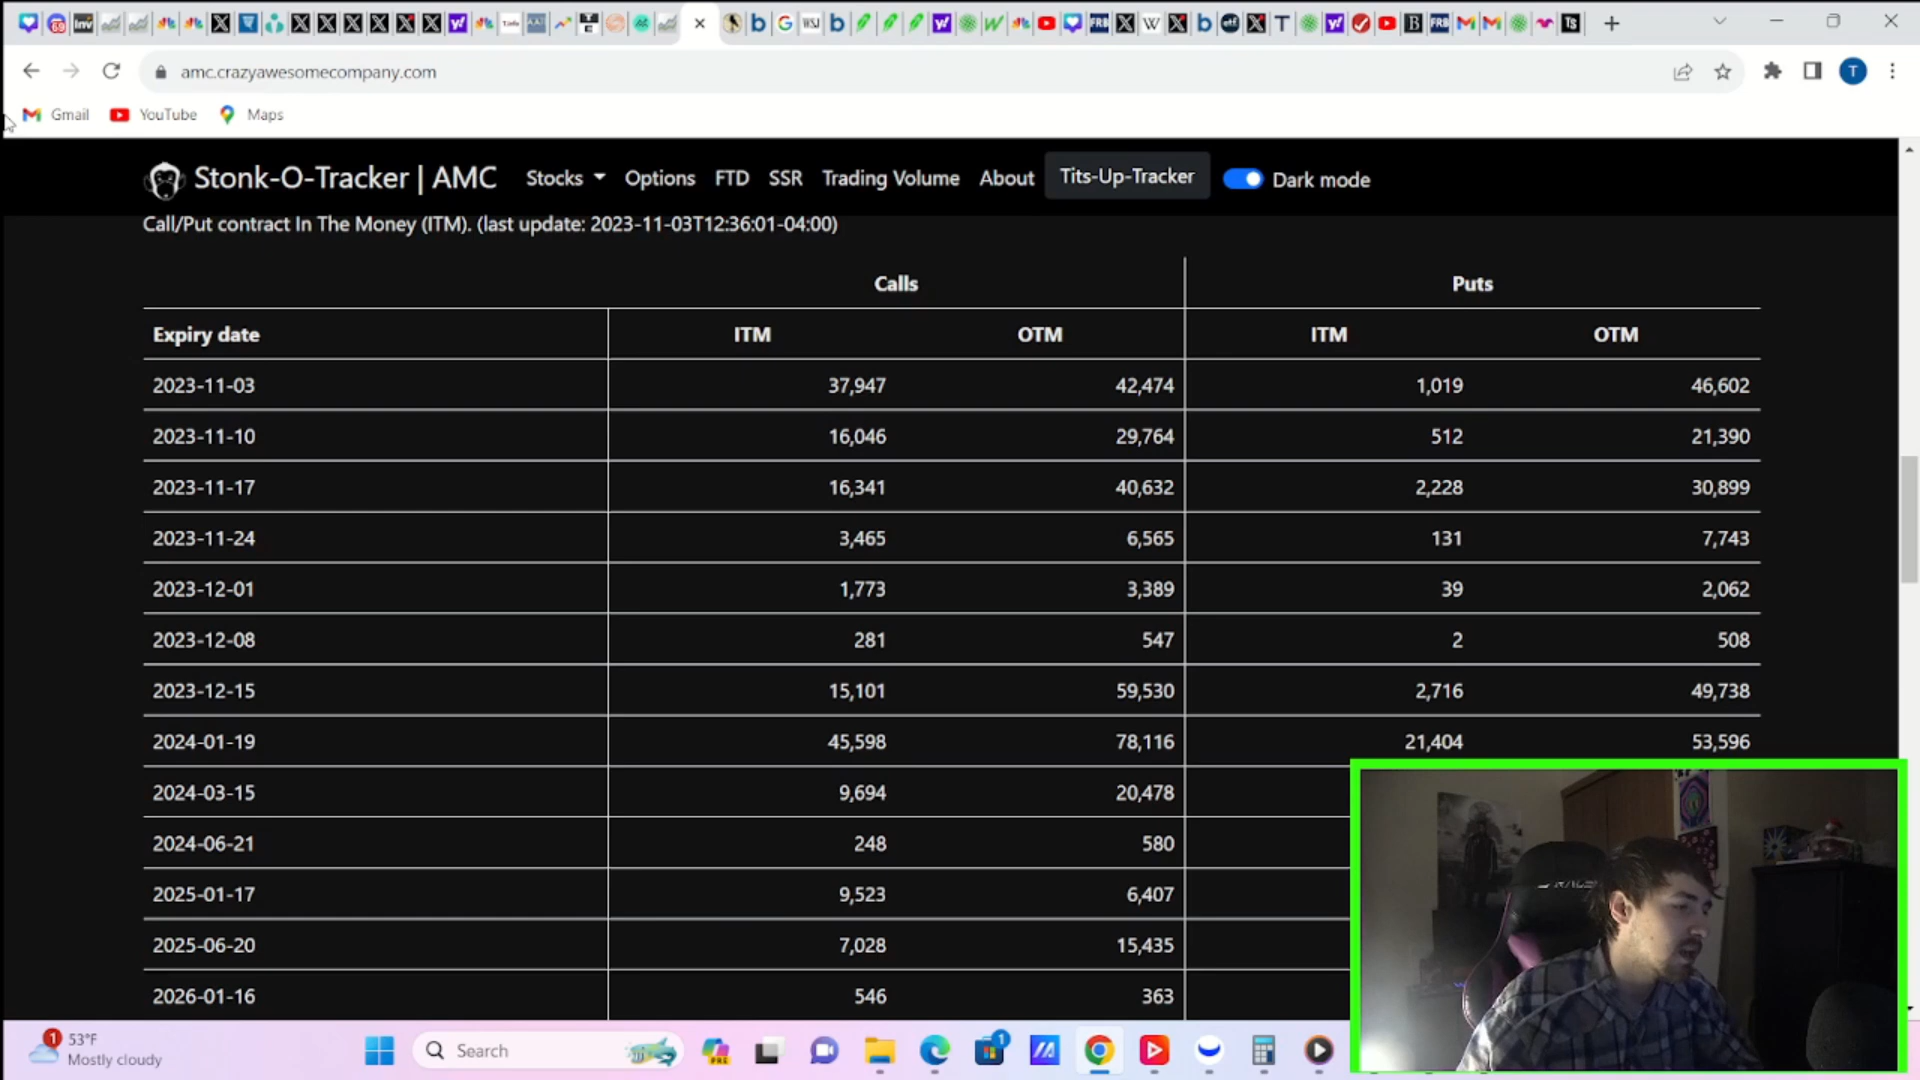 amc.crazyawesomecompany.com
Gmail YouTube Maps
Stonk-O-Tracker | AMC Stocks Options FTD SSR Trading Volume About Tits-Up-Tracker Dark mode
Call/Put contract In The Money (ITM). (last update: 2023-11-03T12:36:01-04:00)
Calls Puts
Expiry date ITM OTM ITM OTM
2023-11-03 37,947 42,474 1,019 46,602
2023-11-10 16,046 29,764 512 21,390
2023-11-17 16,341 40,632 2,228 30,899
2023-11-24 3,465 6,565 131 7,743
2023-12-01 1,773 3,389 39 2,062
2023-12-08 281 547 2 508
2023-12-15 15,101 59,530 2,716 49,738
2024-01-19 45,598 78,116 21,404 53,596
2024-03-15 9,694 20,478
2024-06-21 248 580
2025-01-17 9,523 6,407
2025-06-20 7,028 15,435
2026-01-16 546 363
1 53°F
Mostly cloudy
Search
1